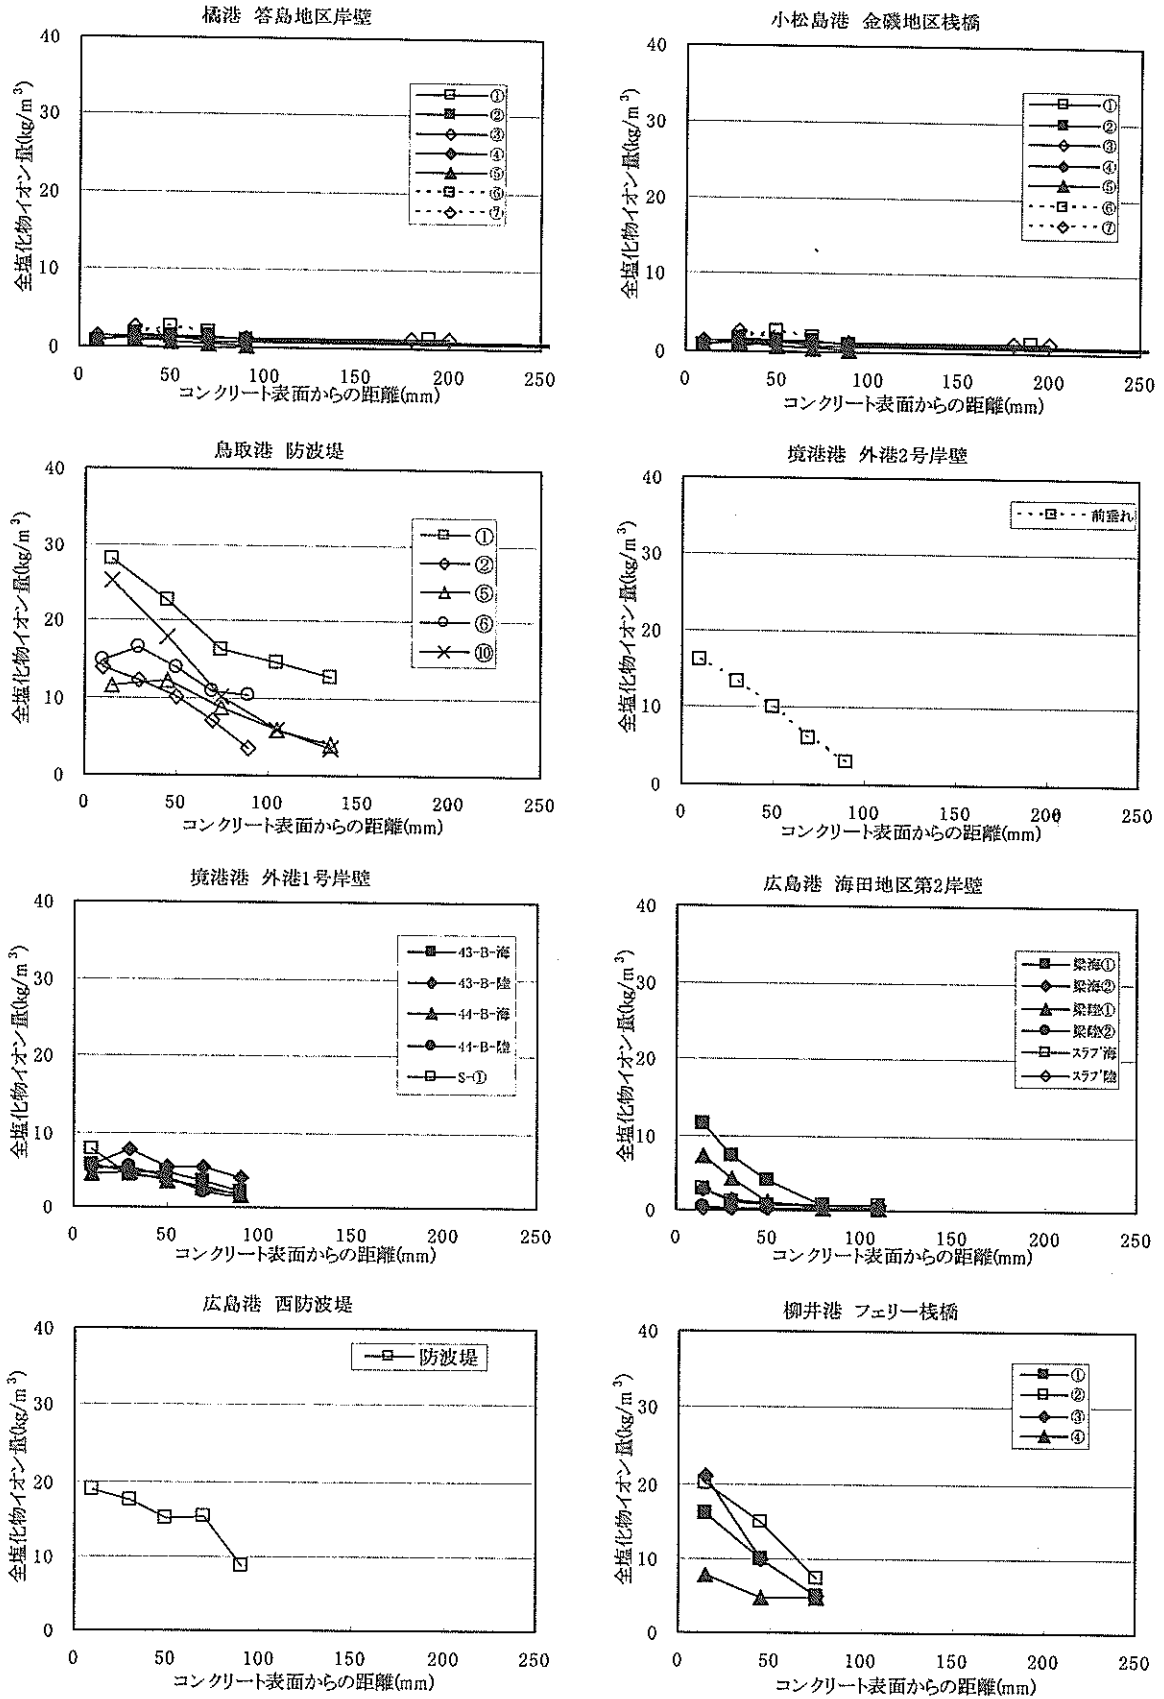 橘港 答島地区岸壁
全塩化物イオン量(kg/m³)
40
30
20
10
0
①
②
③
④
⑤
⑥
⑦
0 50 100 150 200 250
コンクリート表面からの距離(mm)
小松島港 金磯地区桟橋
全塩化物イオン量(kg/m³)
40
30
20
10
0
①
②
③
④
⑤
⑥
⑦
0 50 100 150 200 250
コンクリート表面からの距離(mm)
鳥取港 防波堤
全塩化物イオン量(kg/m³)
40
30
20
10
0
①
②
⑤
⑥
⑩
0 50 100 150 200 250
コンクリート表面からの距離(mm)
境港港 外港2号岸壁
全塩化物イオン量(kg/m³)
40
30
20
10
0
前垂れ
0 50 100 150 200 250
コンクリート表面からの距離(mm)
境港港 外港1号岸壁
全塩化物イオン量(kg/m³)
40
30
20
10
0
43-B-海
43-B-陸
44-B-海
44-B-陸
S-①
0 50 100 150 200 250
コンクリート表面からの距離(mm)
広島港 海田地区第2岸壁
全塩化物イオン量(kg/m³)
40
30
20
10
0
梁海①
梁海②
梁陸①
梁陸②
スラブ海
スラブ陸
0 50 100 150 200 250
コンクリート表面からの距離(mm)
広島港 西防波堤
全塩化物イオン量(kg/m³)
40
30
20
10
0
防波堤
0 50 100 150 200 250
コンクリート表面からの距離(mm)
柳井港 フェリー桟橋
全塩化物イオン量(kg/m³)
40
30
20
10
0
①
②
③
④
0 50 100 150 200 250
コンクリート表面からの距離(mm)